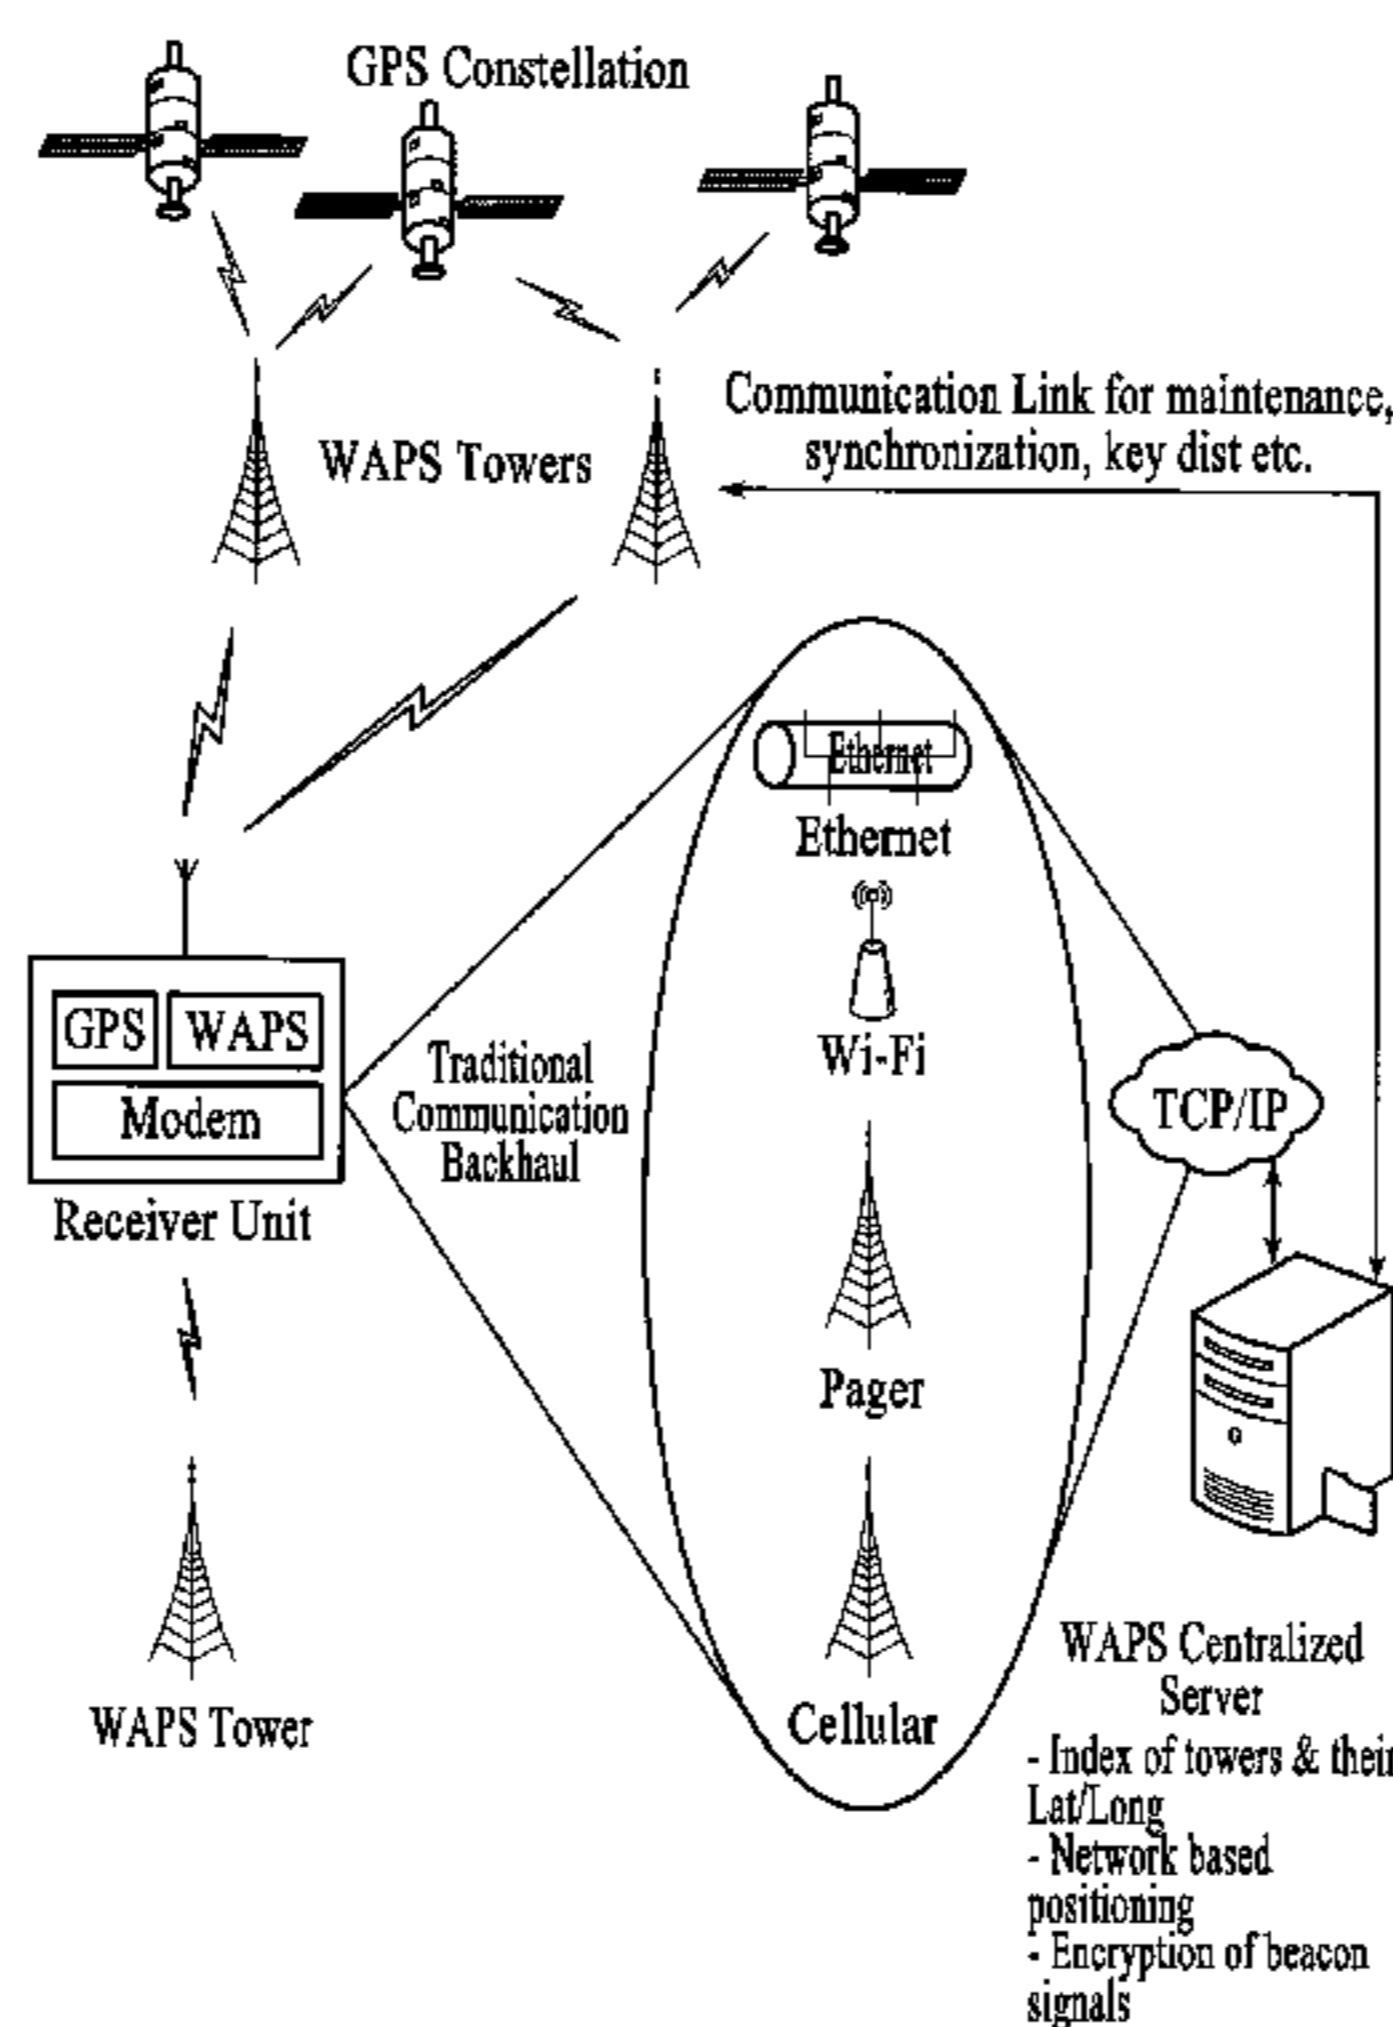 GPS Constellation
WAPS Towers
Communication Link for maintenance,
synchronization, key dist etc.
Ethernet
Ethernet
Wi-Fi
GPS
WAPS
Modem
Receiver Unit
Traditional
Communication
Backhaul
TCP/IP
Pager
Cellular
WAPS Tower
WAPS Centralized
Server
- Index of towers & their
Lat/Long
- Network based
positioning
- Encryption of beacon
signals